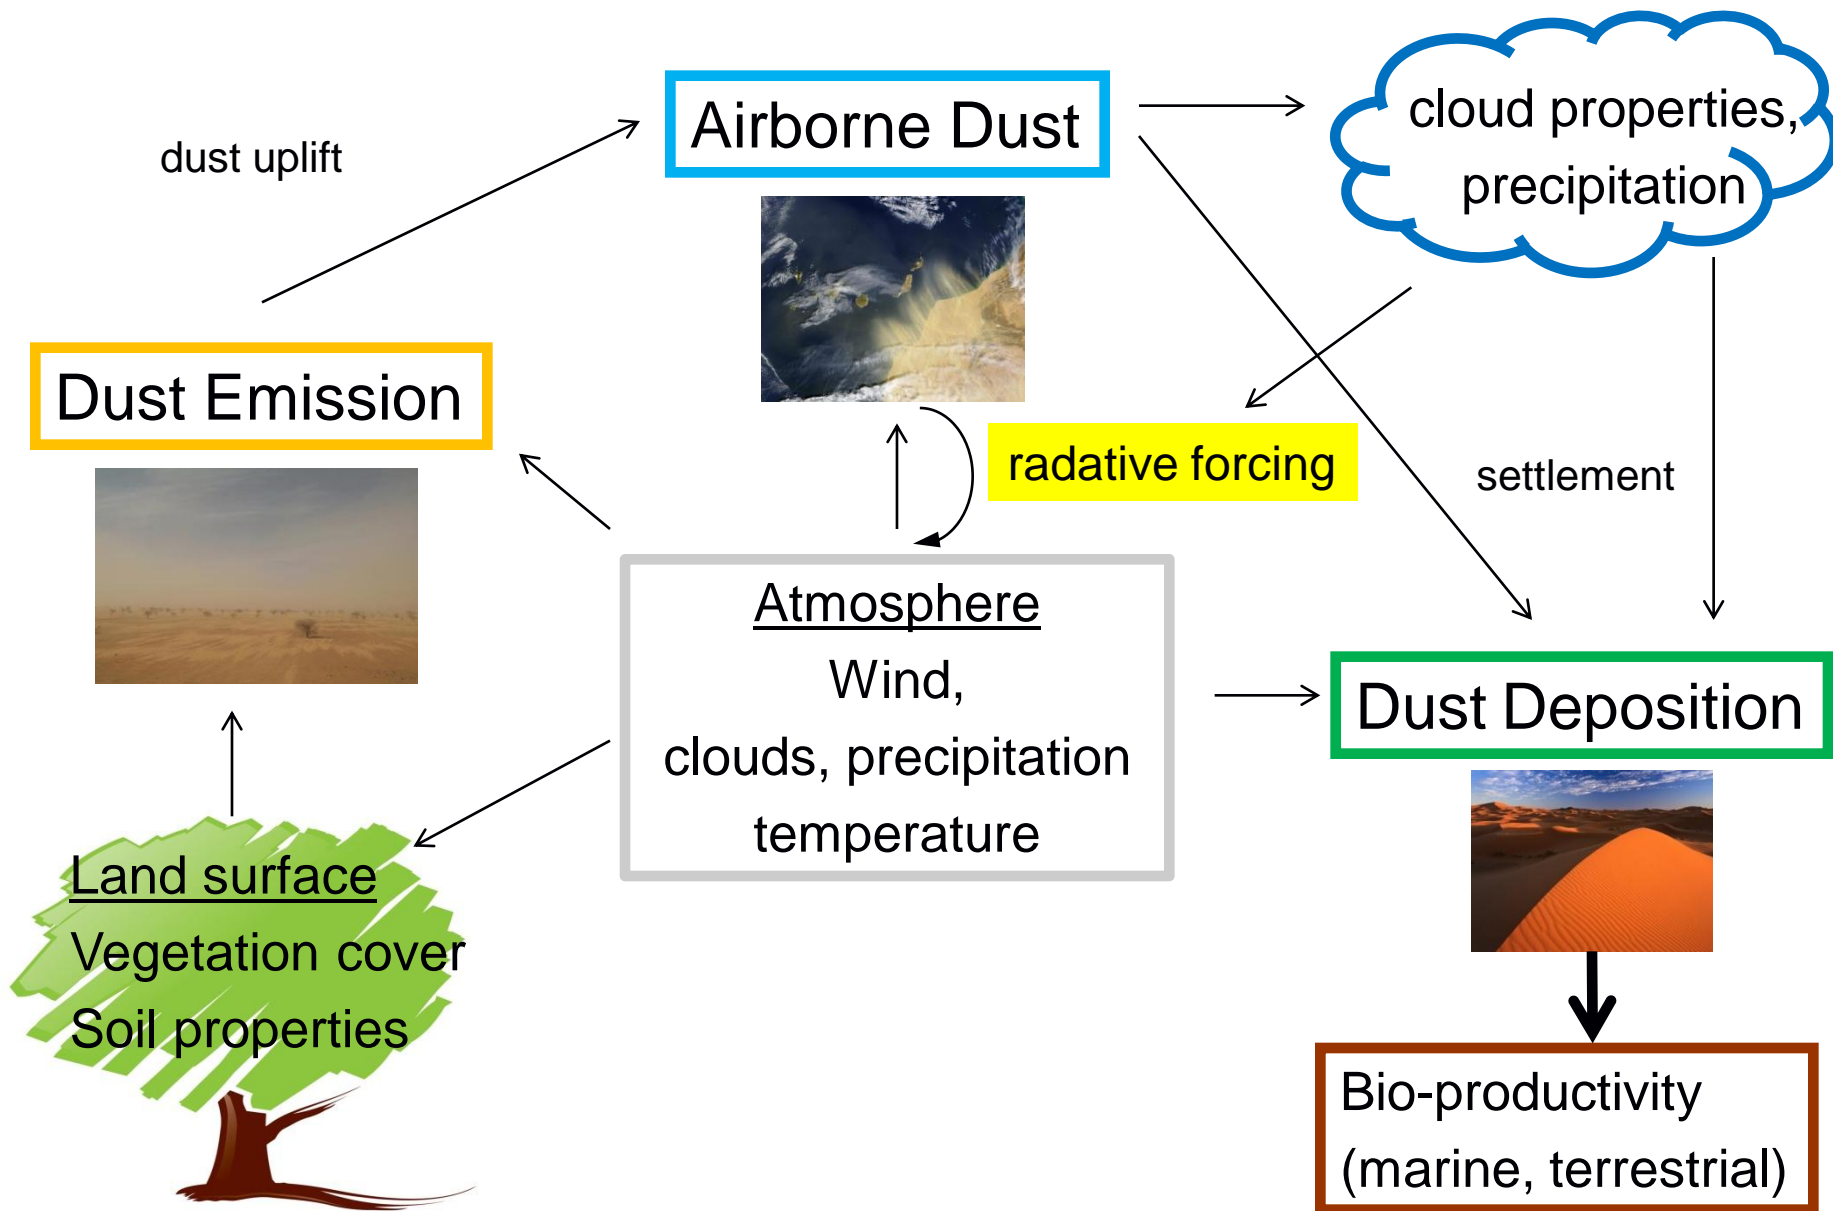 Airborne Dust
cloud properties,
precipitation
dust uplift
Dust Emission
radative forcing
settlement
Atmosphere
Wind,
clouds, precipitation
temperature
Dust Deposition
Land surface
Vegetation cover
Soil properties
Bio-productivity
(marine, terrestrial)